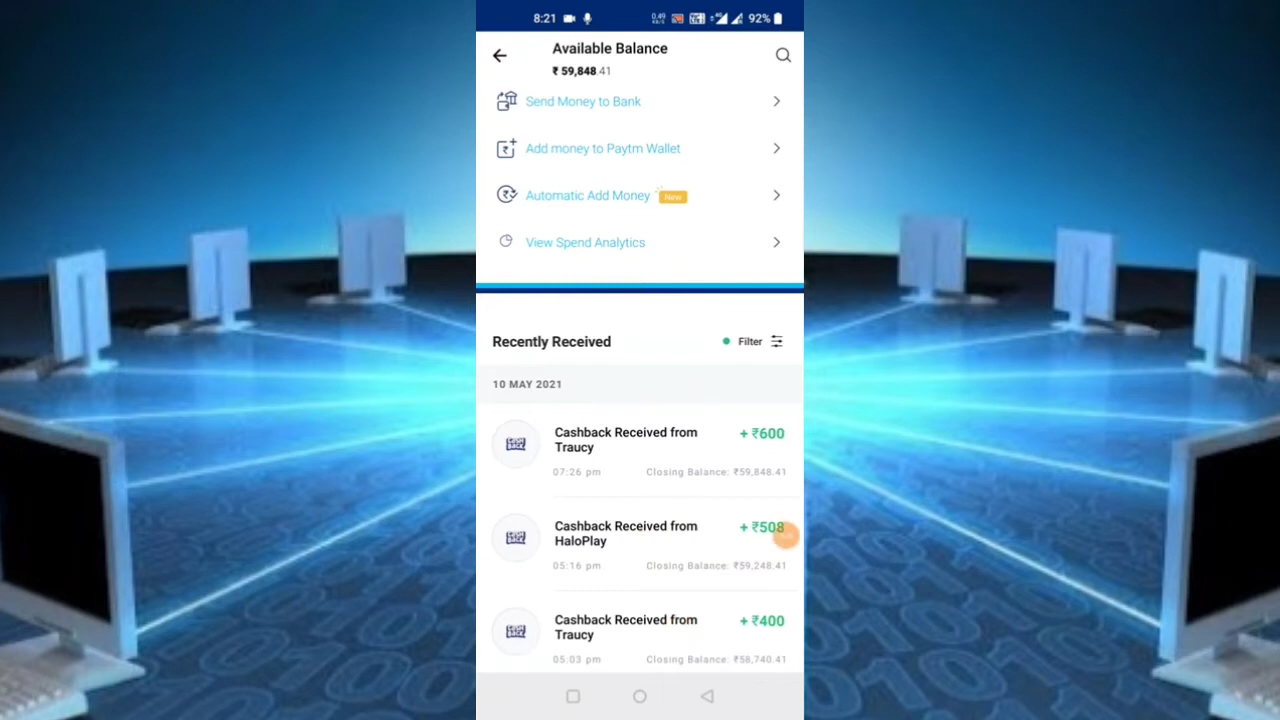 8:21
0.49
92%
Available Balance
₹ 59,848.41
Send Money to Bank
Add money to Paytm Wallet
Automatic Add Money New
View Spend Analytics
Recently Received
Filter
10 MAY 2021
Cashback Received from
Traucy
+ ₹600
07:26 pm
Closing Balance: ₹59,848.41
Cashback Received from
HaloPlay
+ ₹508
05:16 pm
Closing Balance: ₹59,248.41
Cashback Received from
Traucy
+ ₹400
05:03 pm
Closing Balance: ₹58,740.41